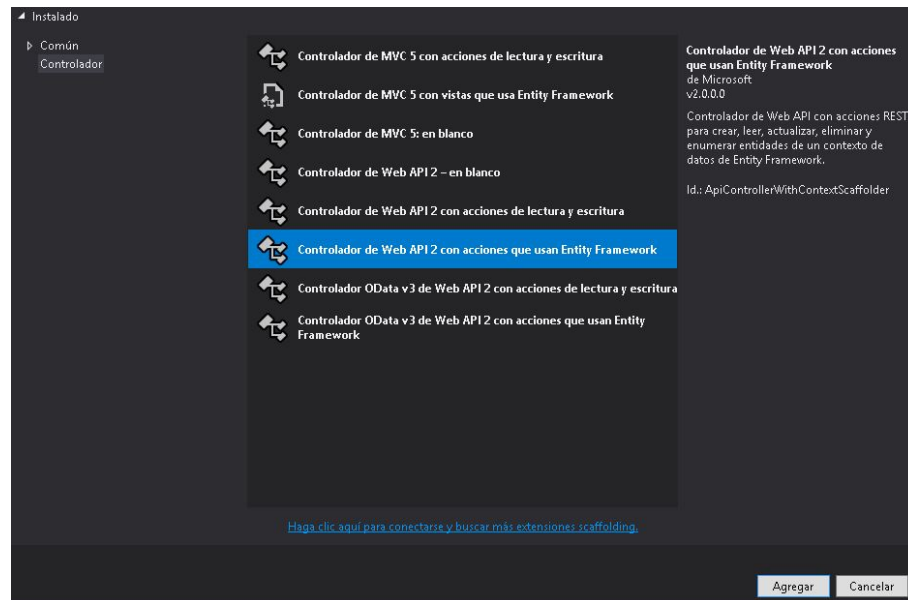 Instalado
Común
Controlador
Controlador de MVC 5 con acciones de lectura y escritura
Controlador de MVC 5 con vistas que usa Entity Framework
Controlador de MVC 5: en blanco
Controlador de Web API 2 – en blanco
Controlador de Web API 2 con acciones de lectura y escritura
Controlador de Web API 2 con acciones que usan Entity Framework
Controlador OData v3 de Web API 2 con acciones de lectura y escritura
Controlador OData v3 de Web API 2 con acciones que usan Entity
Framework
Haga clic aquí para conectarse y buscar más extensiones scaffolding.
Controlador de Web API 2 con acciones
que usan Entity Framework
de Microsoft
v2.0.0.0
Controlador de Web API con acciones REST
para crear, leer, actualizar, eliminar y
enumerar entidades de un contexto de
datos de Entity Framework.
Id.: ApiControllerWithContextScaffolder
Agregar
Cancelar